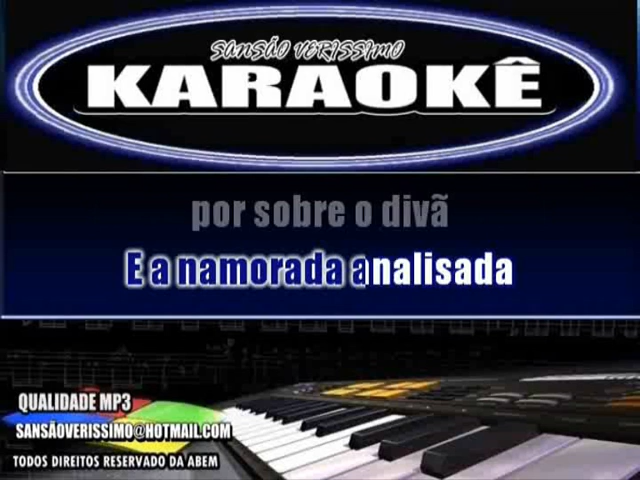 SANSÃO VERISSIMO
KARAOKÊ
por sobre o divã
E a namorada analisada
QUALIDADE MP3
SANSÃOVERISSIMO@HOTMAIL.COM
TODOS DIREITOS RESERVADO DA ABEM